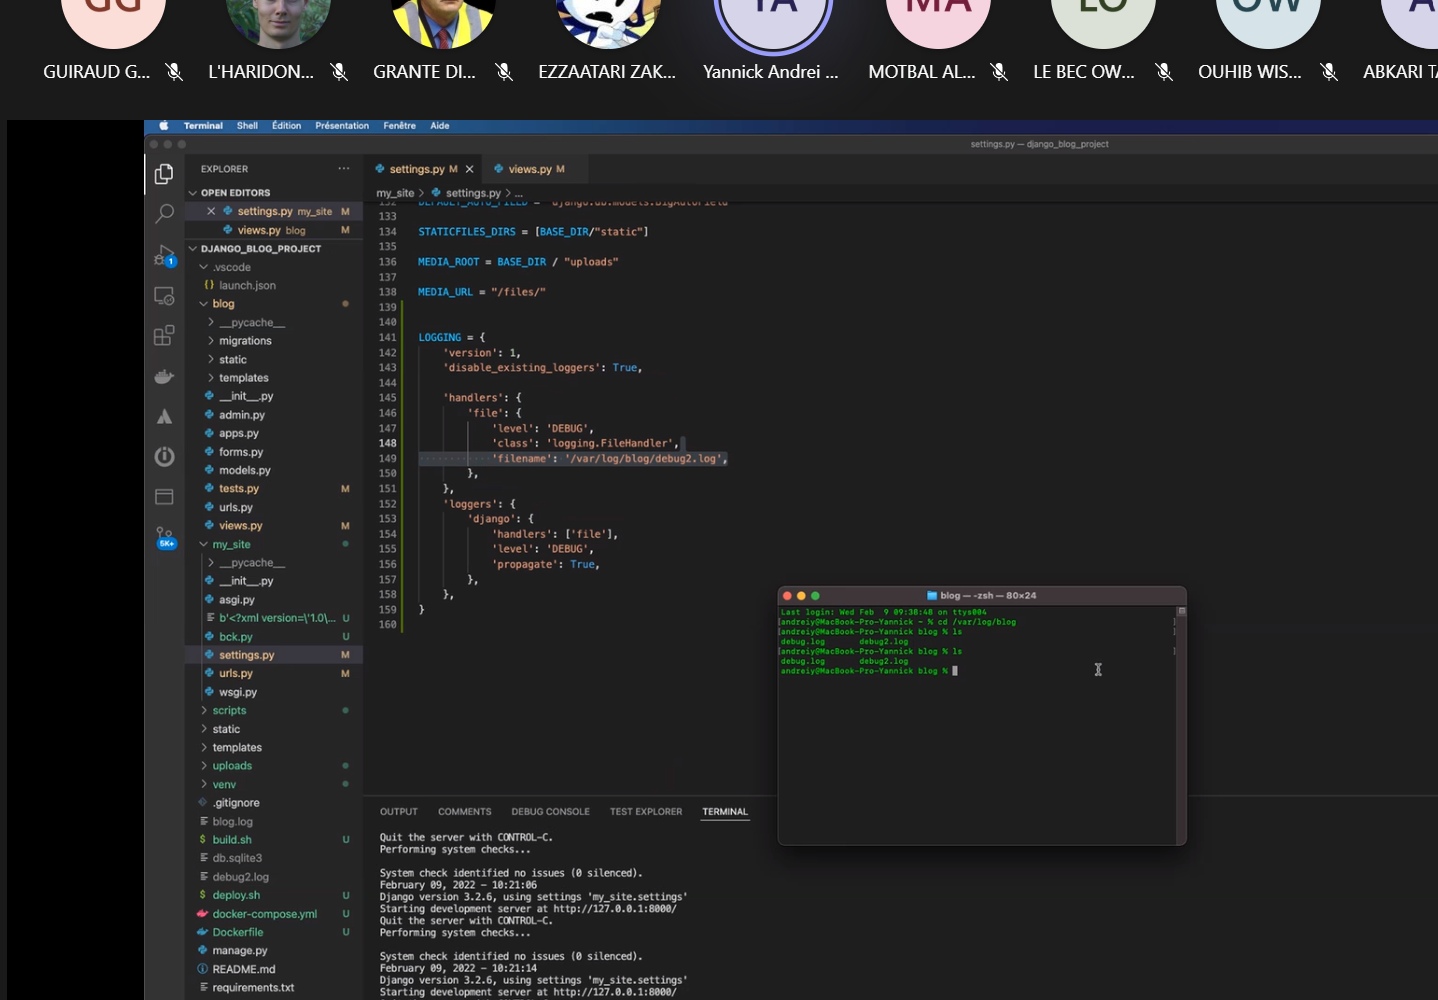 GG
YA
MA
LO
OW
A
GUIRAUD G...
L'HARIDON...
GRANTE DI...
EZZAATARI ZAK...
Yannick Andrei ...
MOTBAL AL...
LE BEC OW...
OUHIB WIS...
ABKARI TA
Terminal Shell Édition Présentation Fenêtre Aide
settings.py — django_blog_project
EXPLORER
settings.py M
views.py M
OPEN EDITORS
settings.py my_site M
views.py blog M
my_site > settings.py > ...
DJANGO_BLOG_PROJECT
.vscode
launch.json
blog
__pycache__
migrations
static
templates
__init__.py
admin.py
apps.py
forms.py
models.py
tests.py M
urls.py
views.py M
my_site
__pycache__
__init__.py
asgi.py
b'<?xml version=\'1.0\... U
bck.py U
settings.py M
urls.py M
wsgi.py
scripts
static
templates
uploads
venv
.gitignore
blog.log
build.sh U
db.sqlite3
debug2.log
deploy.sh U
docker-compose.yml U
Dockerfile U
manage.py
README.md
requirements.txt
1
5K+
132 DEFAULT_AUTO_FIELD = 'django.db.models.BigAutoField'
133
134 STATICFILES_DIRS = [BASE_DIR/"static"]
135
136 MEDIA_ROOT = BASE_DIR / "uploads"
137
138 MEDIA_URL = "/files/"
139
140
141 LOGGING = {
142 'version': 1,
143 'disable_existing_loggers': True,
144
145 'handlers': {
146 'file': {
147 'level': 'DEBUG',
148 'class': 'logging.FileHandler',
149 'filename': '/var/log/blog/debug2.log',
150 },
151 },
152 'loggers': {
153 'django': {
154 'handlers': ['file'],
155 'level': 'DEBUG',
156 'propagate': True,
157 },
158 },
159 }
160
blog — -zsh — 80×24
Last login: Wed Feb 9 09:38:48 on ttys004
[andreiy@MacBook-Pro-Yannick ~ % cd /var/log/blog ]
[andreiy@MacBook-Pro-Yannick blog % ls ]
debug.log debug2.log
[andreiy@MacBook-Pro-Yannick blog % ls ]
debug.log debug2.log
andreiy@MacBook-Pro-Yannick blog %
OUTPUT COMMENTS DEBUG CONSOLE TEST EXPLORER TERMINAL
Quit the server with CONTROL-C.
Performing system checks...
System check identified no issues (0 silenced).
February 09, 2022 - 10:21:06
Django version 3.2.6, using settings 'my_site.settings'
Starting development server at http://127.0.0.1:8000/
Quit the server with CONTROL-C.
Performing system checks...
System check identified no issues (0 silenced).
February 09, 2022 - 10:21:14
Django version 3.2.6, using settings 'my_site.settings'
Starting development server at http://127.0.0.1:8000/